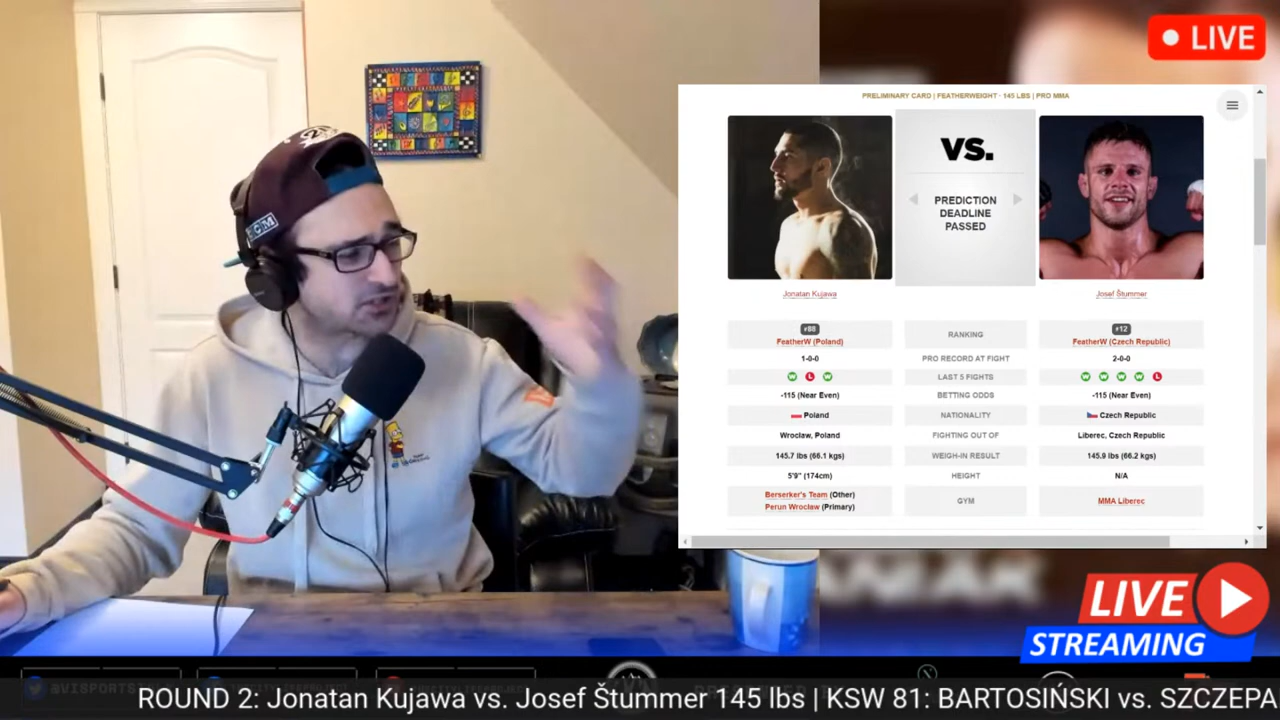 LIVE
PRELIMINARY CARD | FEATHERWEIGHT · 145 LBS | PRO MMA
VS.
PREDICTION
DEADLINE
PASSED
Jonatan Kujawa
Josef Štummer
#88 RANKING #12
FeatherW (Poland) FeatherW (Czech Republic)
1-0-0 PRO RECORD AT FIGHT 2-0-0
W L W LAST 5 FIGHTS W W W W L
-115 (Near Even) BETTING ODDS -115 (Near Even)
Poland NATIONALITY Czech Republic
Wroclaw, Poland FIGHTING OUT OF Liberec, Czech Republic
145.7 lbs (66.1 kgs) WEIGH-IN RESULT 145.9 lbs (66.2 kgs)
5'9" (174cm) HEIGHT N/A
Berserker's Team (Other) GYM MMA Liberec
Perun Wrocław (Primary)
LIVE
STREAMING
ROUND 2: Jonatan Kujawa vs. Josef Štummer 145 lbs | KSW 81: BARTOSIŃSKI vs. SZCZEPA